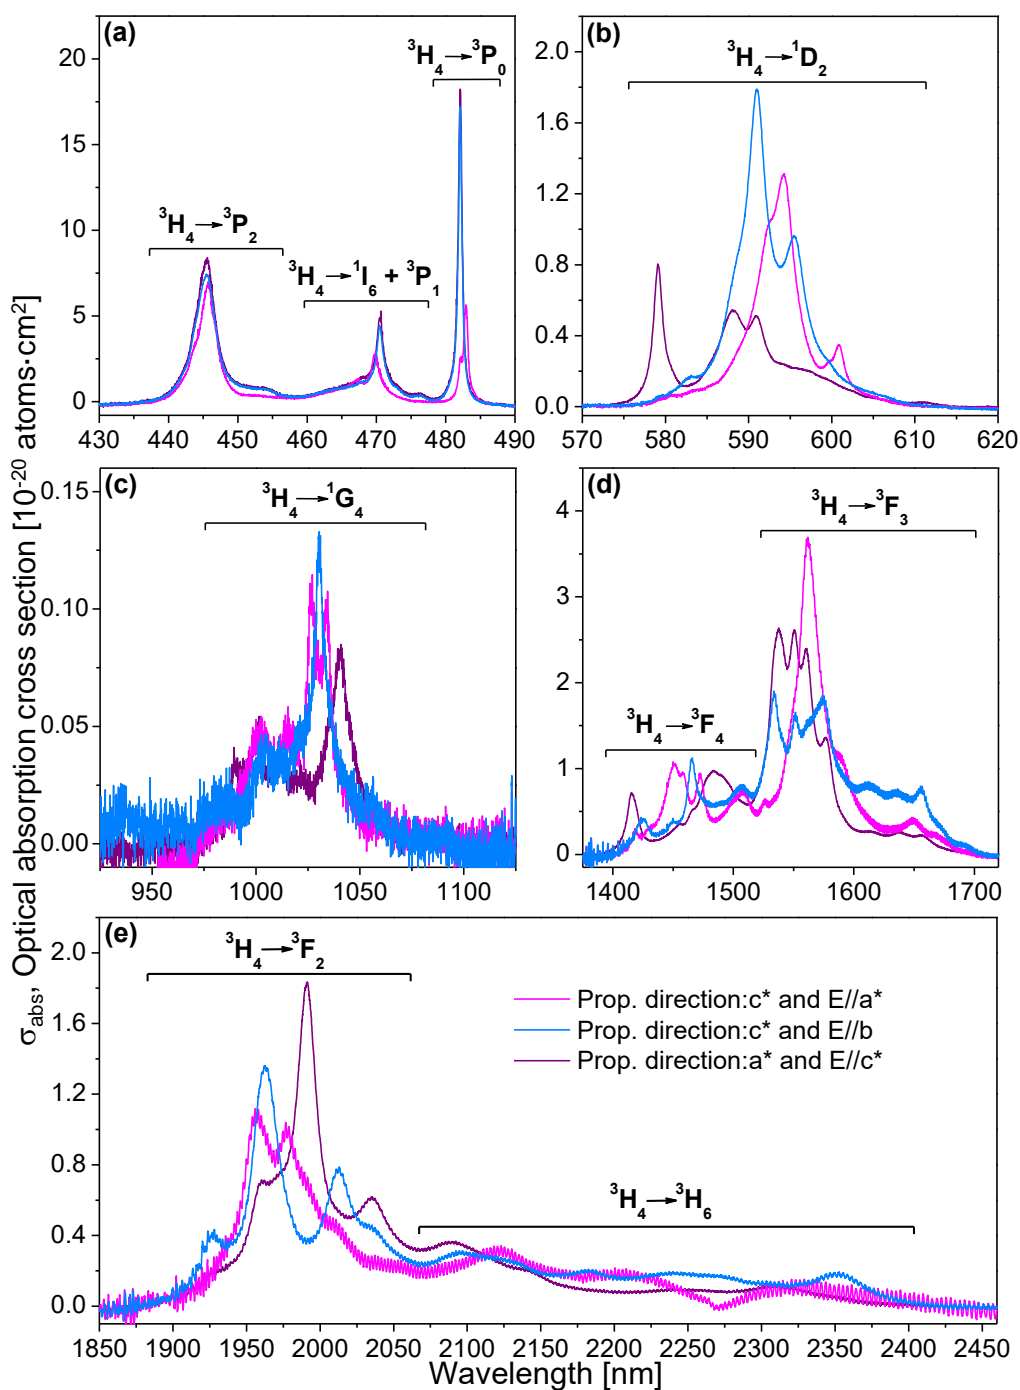 σabs, Optical absorption cross section [10⁻²⁰ atoms·cm²]
(a)
³H₄→³P₀
³H₄→³P₂
³H₄→¹I₆ + ³P₁
20
15
10
5
0
430 440 450 460 470 480 490
(b)
³H₄→¹D₂
2.0
1.6
1.2
0.8
0.4
0.0
570 580 590 600 610 620
(c)
³H₄→¹G₄
0.15
0.10
0.05
0.00
950 1000 1050 1100
(d)
³H₄→³F₃
³H₄→³F₄
4
3
2
1
0
1400 1500 1600 1700
(e)
³H₄→³F₂
Prop. direction:c* and E//a*
Prop. direction:c* and E//b
Prop. direction:a* and E//c*
³H₄→³H₆
2.0
1.6
1.2
0.8
0.4
0.0
1850 1900 1950 2000 2050 2100 2150 2200 2250 2300 2350 2400 2450
Wavelength [nm]